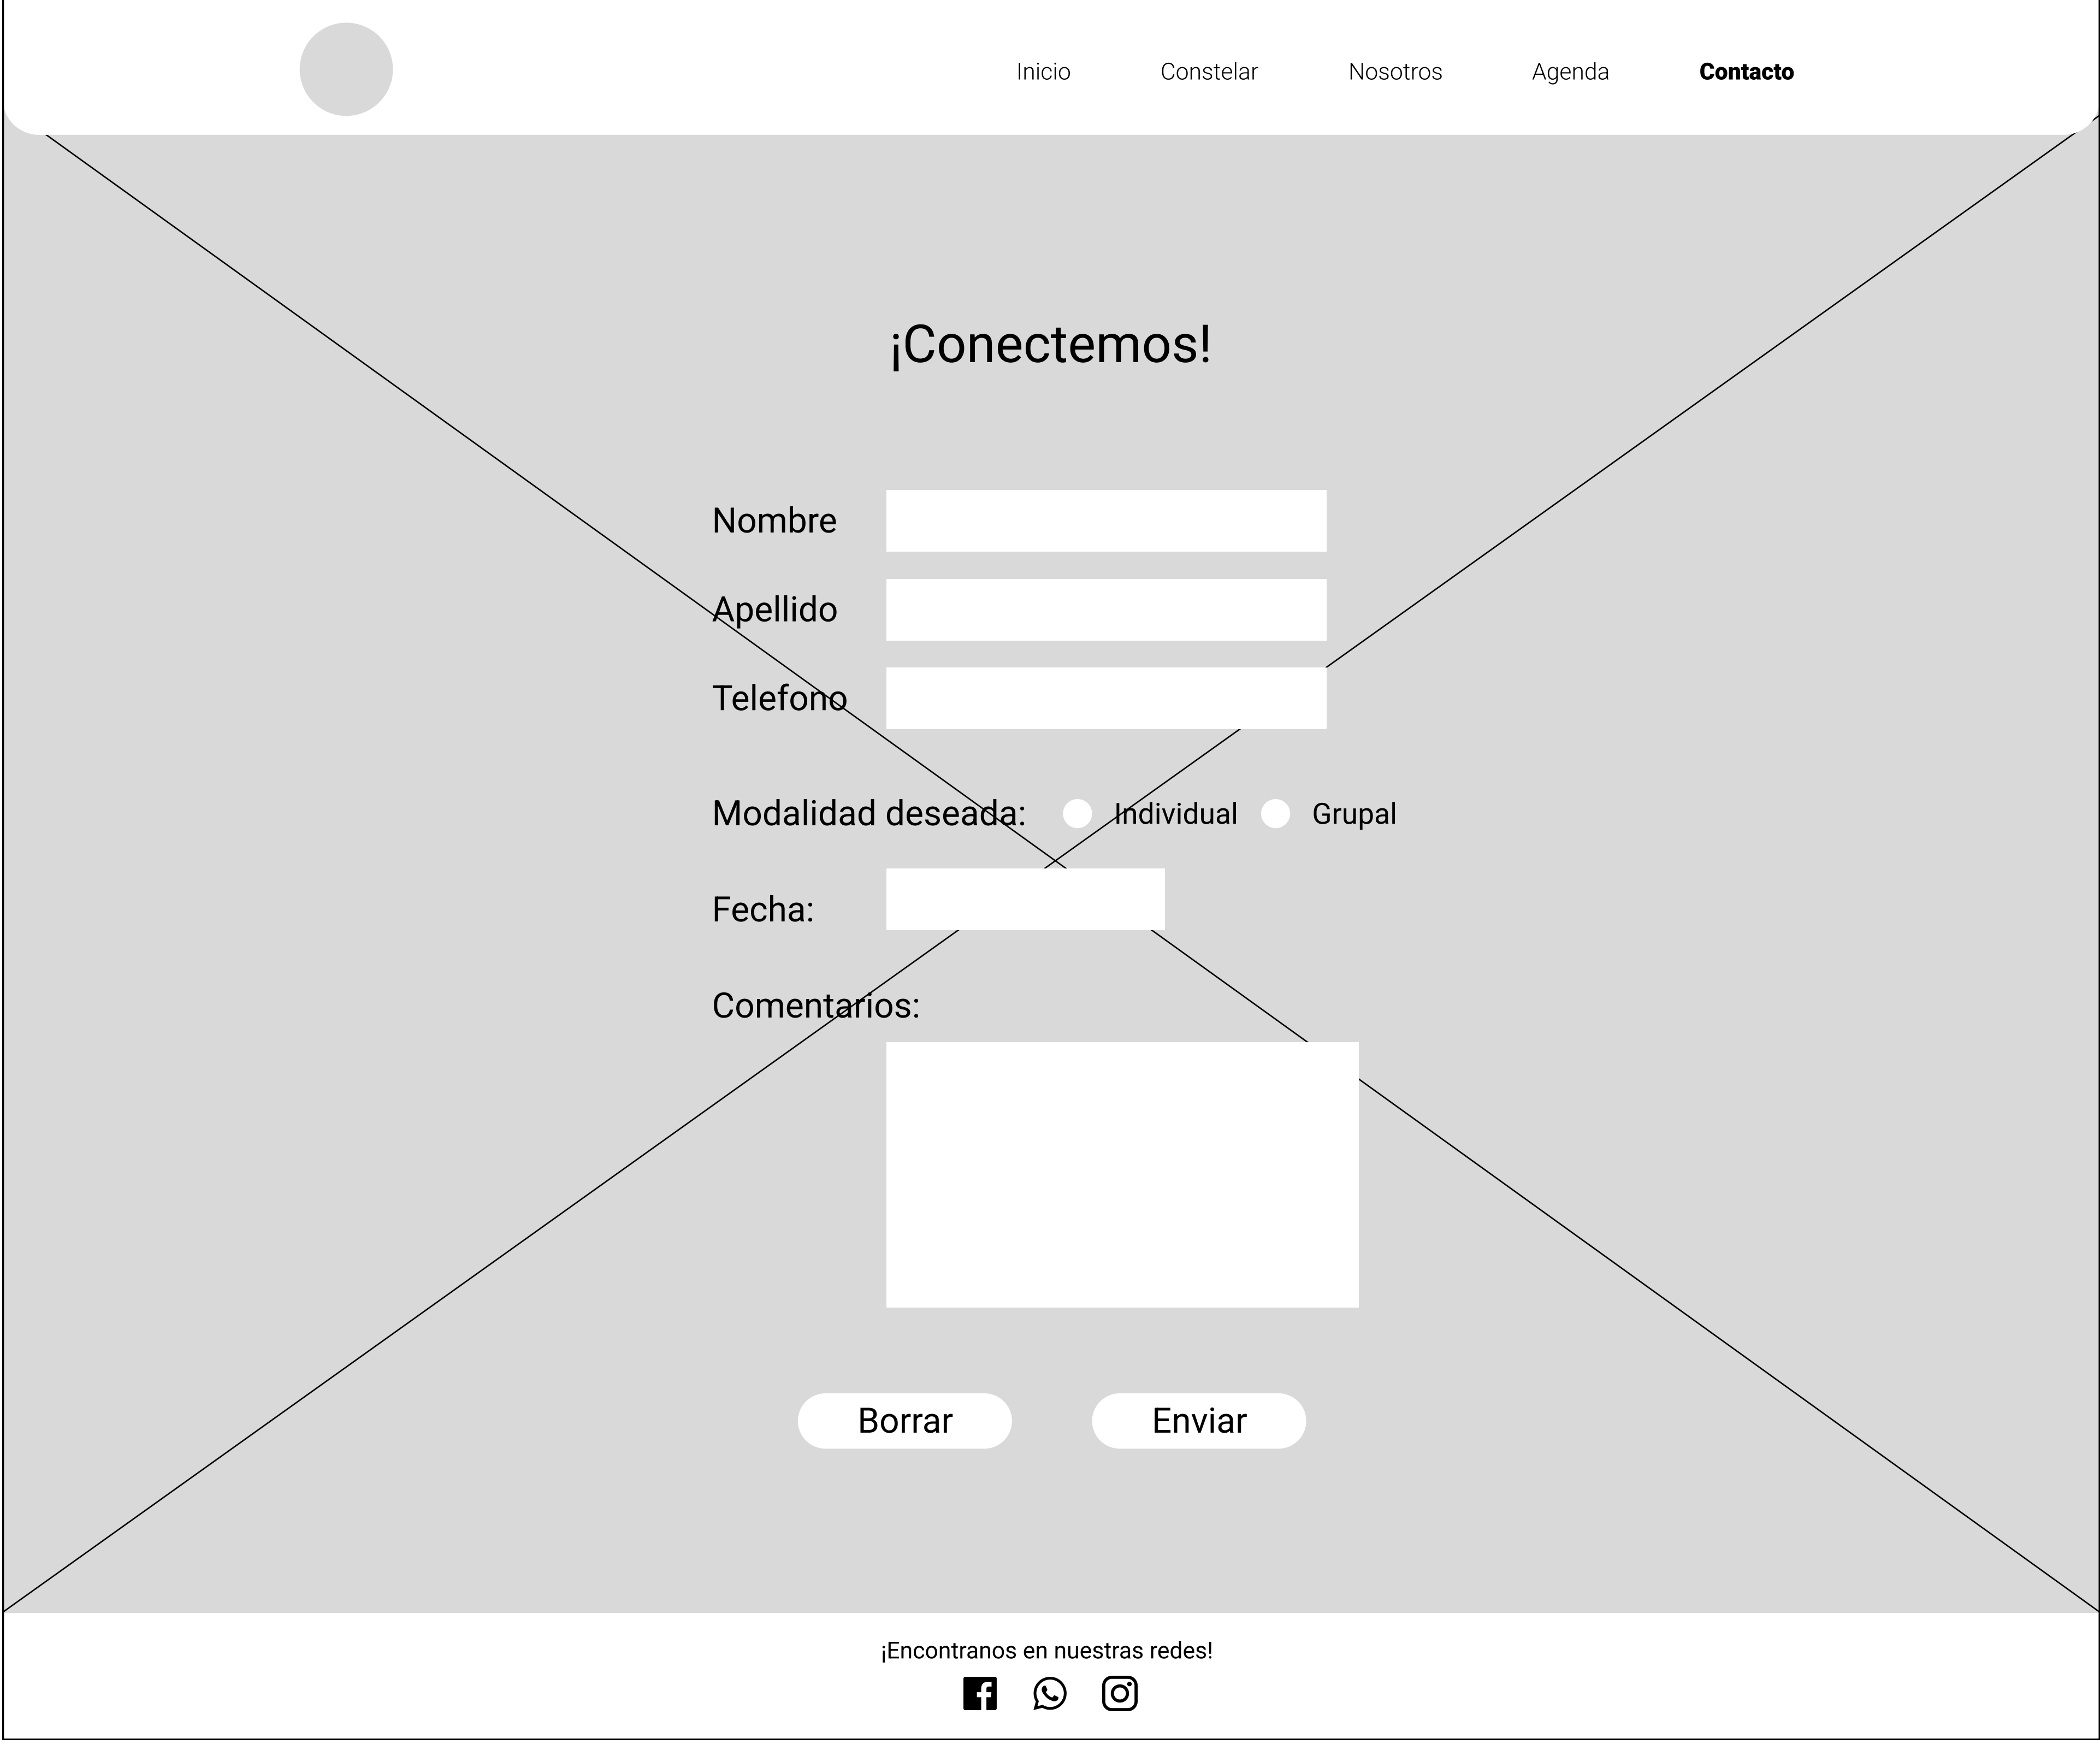 Inicio Constelar Nosotros Agenda Contacto
¡Conectemos!
Nombre
Apellido
Telefono
Modalidad deseada: Individual Grupal
Fecha:
Comentarios:
Borrar Enviar
¡Encontranos en nuestras redes!